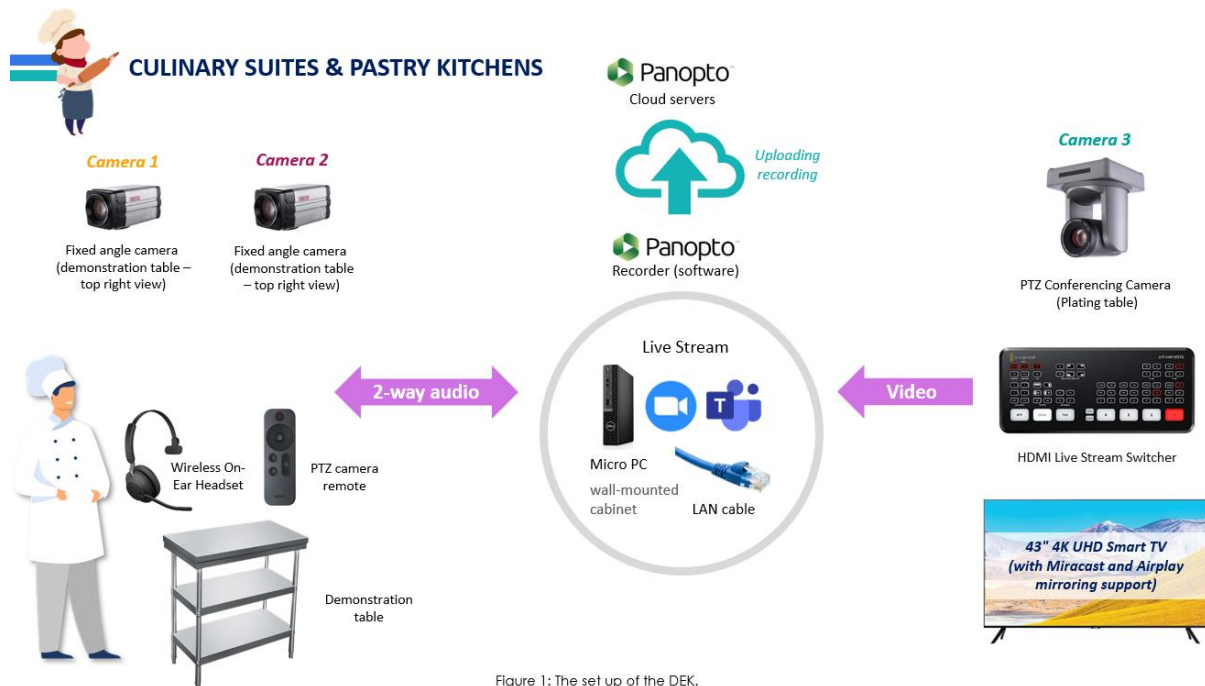 CULINARY SUITES & PASTRY KITCHENS
Panopto™
Cloud servers
Camera 1
Camera 2
Camera 3
Uploading
recording
Fixed angle camera
(demonstration table –
top right view)
Fixed angle camera
(demonstration table
– top right view)
Panopto™
Recorder (software)
PTZ Conferencing Camera
(Plating table)
Live Stream
2-way audio
Video
T
DELL
Wireless On-
Ear Headset
PTZ camera
remote
Micro PC
wall-mounted
cabinet
LAN cable
HDMI Live Stream Switcher
43" 4K UHD Smart TV
(with Miracast and Airplay
mirroring support)
Demonstration
table
Figure 1: The set up of the DEK.